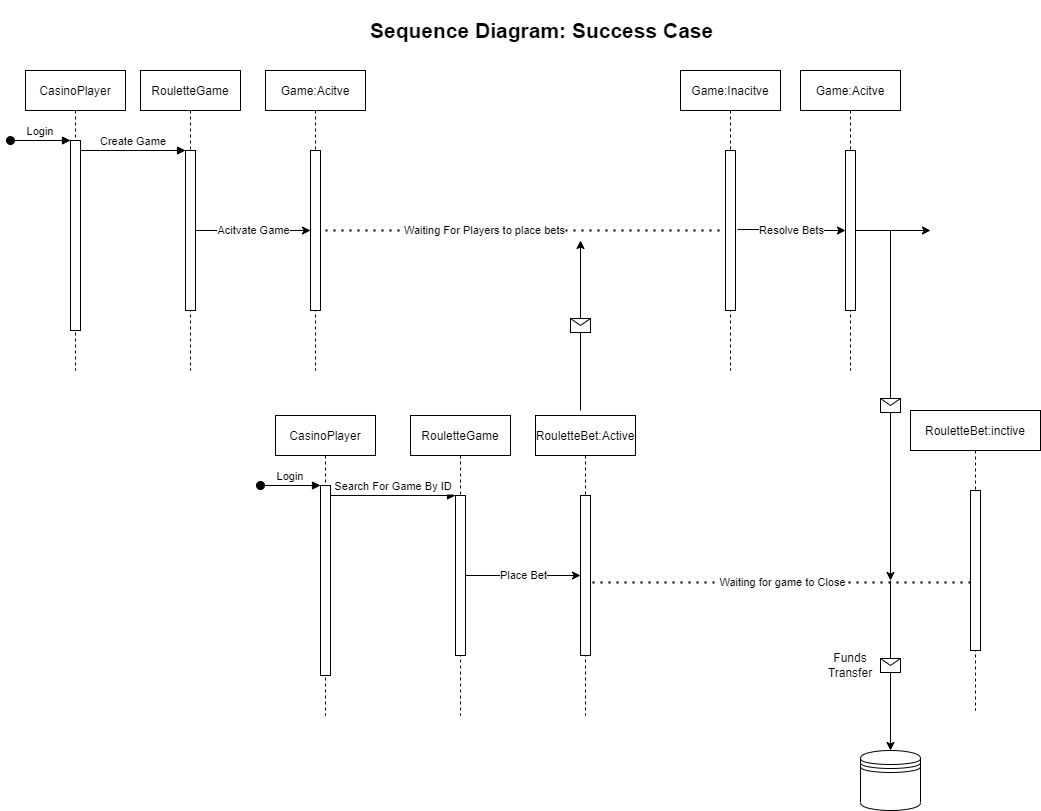 Sequence Diagram: Success Case
CasinoPlayer
RouletteGame
Game:Acitve
Game:Inacitve
Game:Acitve
Login
Create Game
Acitvate Game
Waiting For Players to place bets
Resolve Bets
CasinoPlayer
RouletteGame
RouletteBet:Active
RouletteBet:inctive
Login
Search For Game By ID
Place Bet
Waiting for game to Close
Funds
Transfer